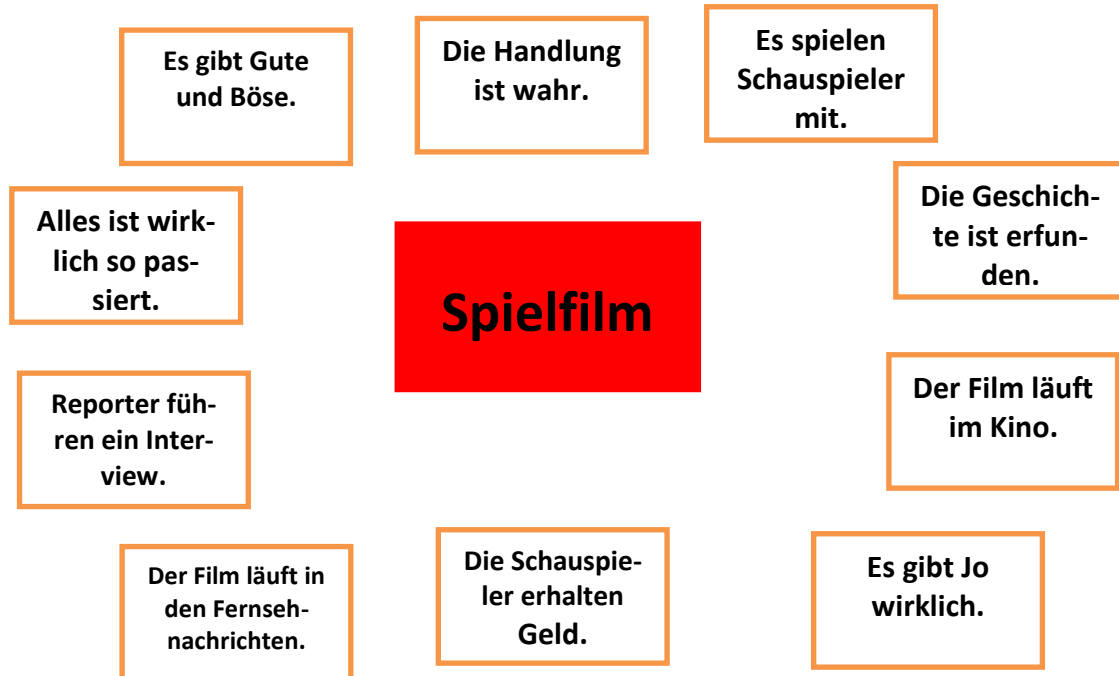 Es gibt Gute
und Böse.
Die Handlung
ist wahr.
Es spielen
Schauspieler
mit.
Alles ist wirk-
lich so pas-
siert.
Die Geschich-
te ist erfun-
den.
Spielfilm
Reporter füh-
ren ein Inter-
view.
Der Film läuft
im Kino.
Der Film läuft in
den Fernseh-
nachrichten.
Die Schauspie-
ler erhalten
Geld.
Es gibt Jo
wirklich.